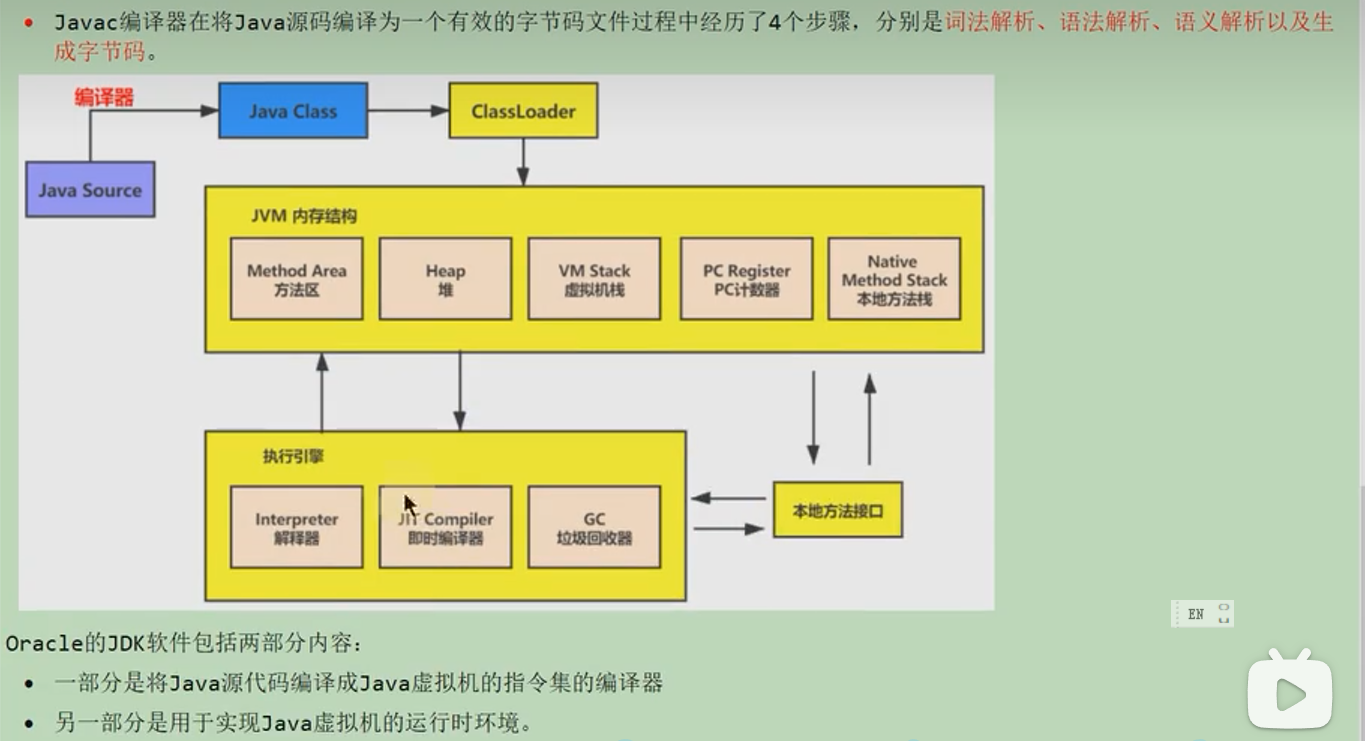 Javac编译器在将Java源码编译为一个有效的字节码文件过程中经历了4个步骤，分别是词法解析、语法解析、语义解析以及生
成字节码。
编译器
Java Class
ClassLoader
Java Source
JVM 内存结构
Method Area
方法区
Heap
堆
VM Stack
虚拟机栈
PC Register
PC计数器
Native
Method Stack
本地方法栈
执行引擎
Interpreter
解释器
JIT Compiler
即时编译器
GC
垃圾回收器
本地方法接口
EN
Oracle的JDK软件包括两部分内容：
一部分是将Java源代码编译成Java虚拟机的指令集的编译器
另一部分是用于实现Java虚拟机的运行时环境。